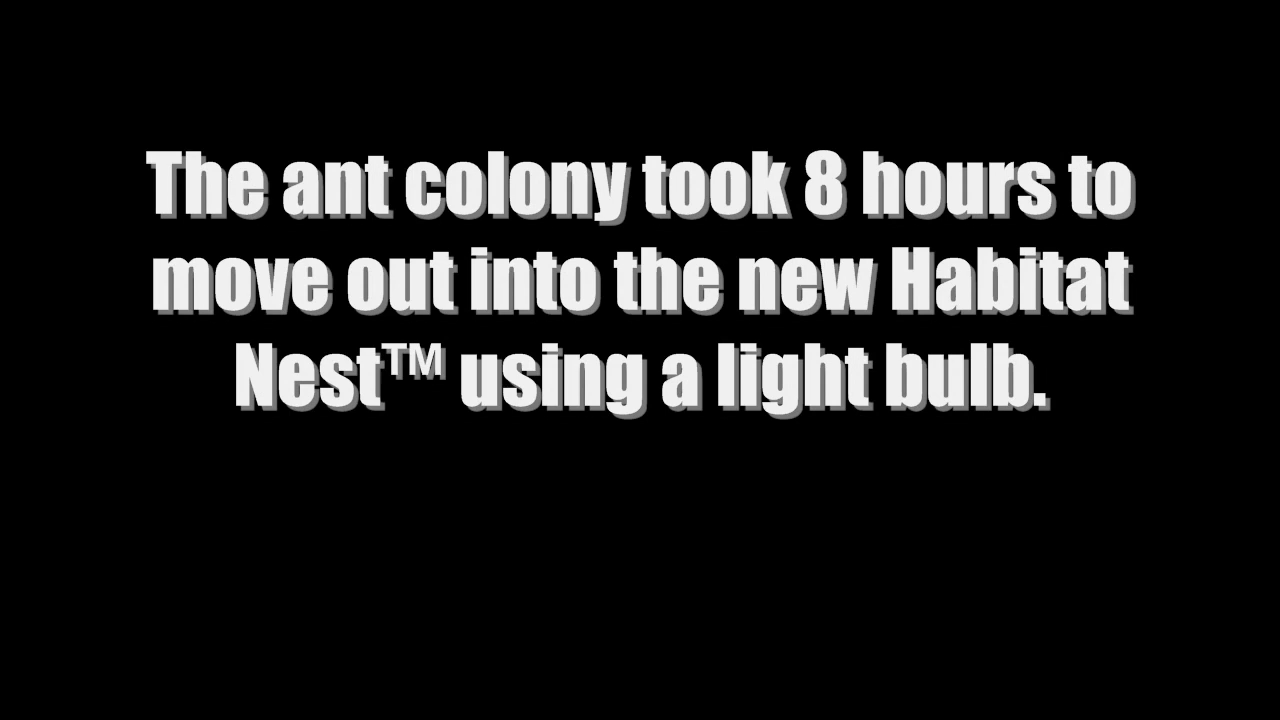 The ant colony took 8 hours to
move out into the new Habitat
Nest™ using a light bulb.